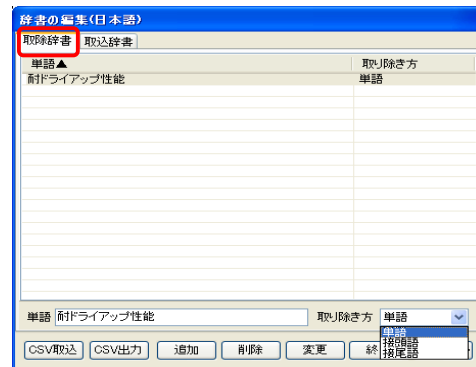 辞書の編集(日本語)
取除辞書 取込辞書
単語▲ 取り除き方
耐ドライアップ性能 単語
単語 耐ドライアップ性能 取り除き方 単語
単語
接頭語
接尾語
CSV取込 CSV出力 追加 削除 変更 終